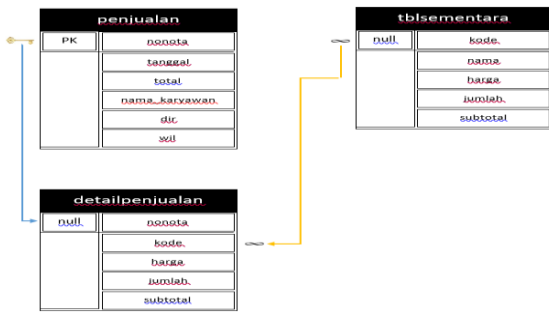 penjualan
PK nonota
tanggal
total
nama_karyawan
dir
wil
tblsementara
null kode
nama
harga
jumlah
subtotal
detailpenjualan
null nonota
kode
harga
jumlah
subtotal